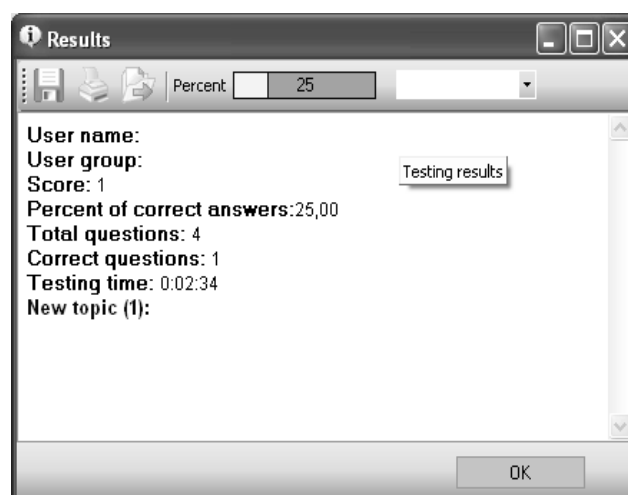 Results
Percent 25
User name:
User group:
Testing results
Score: 1
Percent of correct answers:25,00
Total questions: 4
Correct questions: 1
Testing time: 0:02:34
New topic (1):
OK